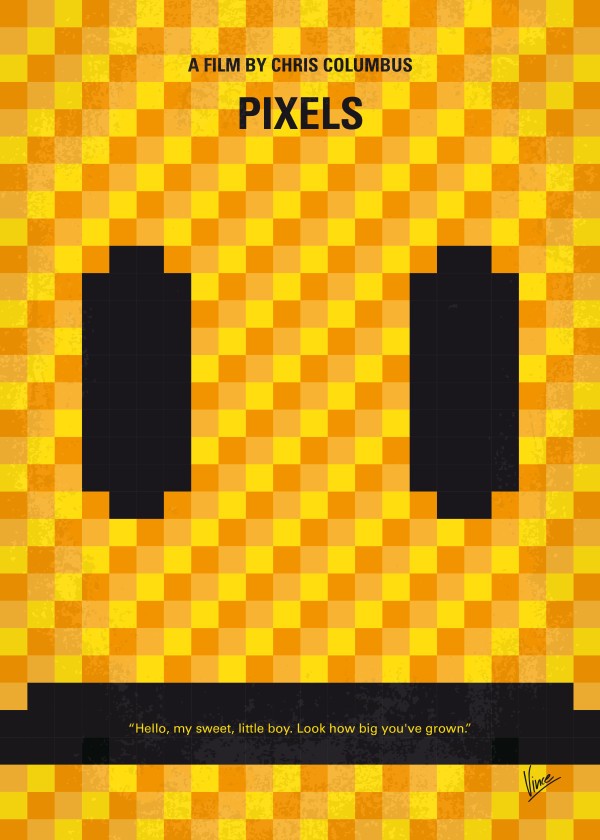 A FILM BY CHRIS COLUMBUS
PIXELS
“Hello, my sweet, little boy. Look how big you've grown.”
Vince